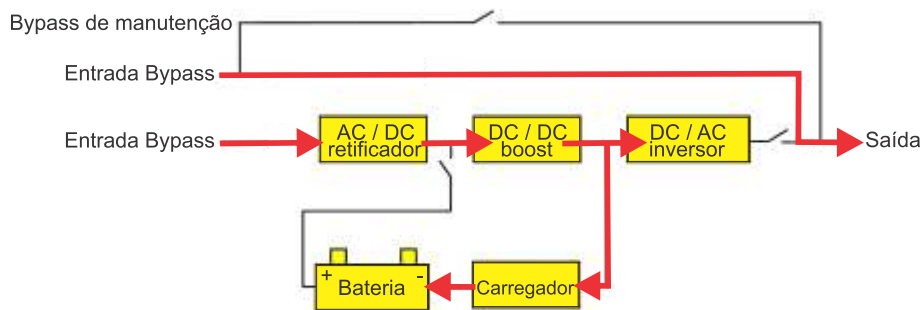 Bypass de manutenção
Entrada Bypass
Entrada Bypass
AC / DC
retificador
DC / DC
boost
DC / AC
inversor
Saída
+
-
Bateria
Carregador